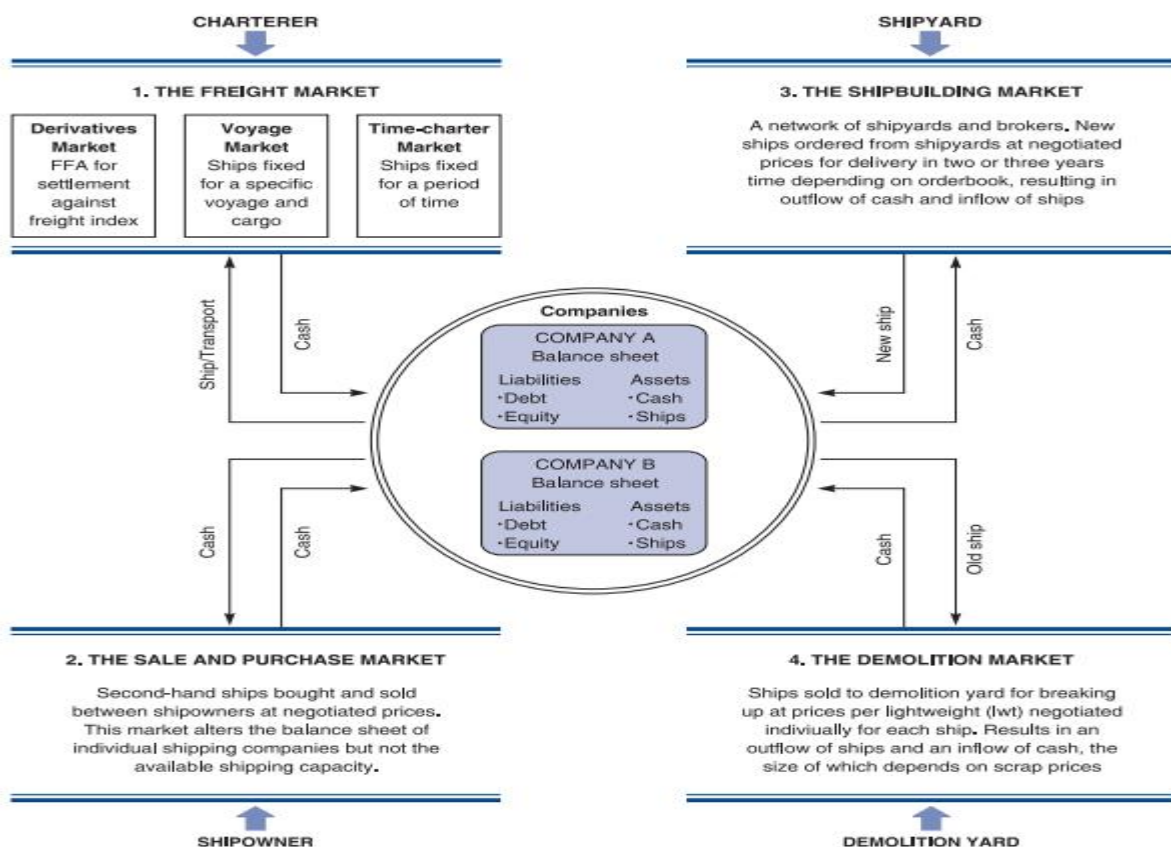 CHARTERER
1. THE FREIGHT MARKET
Derivatives
Market
FFA for
settlement
against
freight index
Voyage
Market
Ships fixed
for a specific
voyage and
cargo
Time-charter
Market
Ships fixed
for a period
of time
SHIPYARD
3. THE SHIPBUILDING MARKET
A network of shipyards and brokers. New
ships ordered from shipyards at negotiated
prices for delivery in two or three years
time depending on orderbook, resulting in
outflow of cash and inflow of ships
Ship/Transport
Cash
New ship
Cash
Companies
COMPANY A
Balance sheet
Liabilities Assets
·Debt ·Cash
·Equity ·Ships
COMPANY B
Balance sheet
Liabilities Assets
·Debt ·Cash
·Equity ·Ships
Cash
Cash
Cash
Old ship
2. THE SALE AND PURCHASE MARKET
Second-hand ships bought and sold
between shipowners at negotiated prices.
This market alters the balance sheet of
individual shipping companies but not the
available shipping capacity.
SHIPOWNER
4. THE DEMOLITION MARKET
Ships sold to demolition yard for breaking
up at prices per lightweight (lwt) negotiated
indiviually for each ship. Results in an
outflow of ships and an inflow of cash, the
size of which depends on scrap prices
DEMOLITION YARD